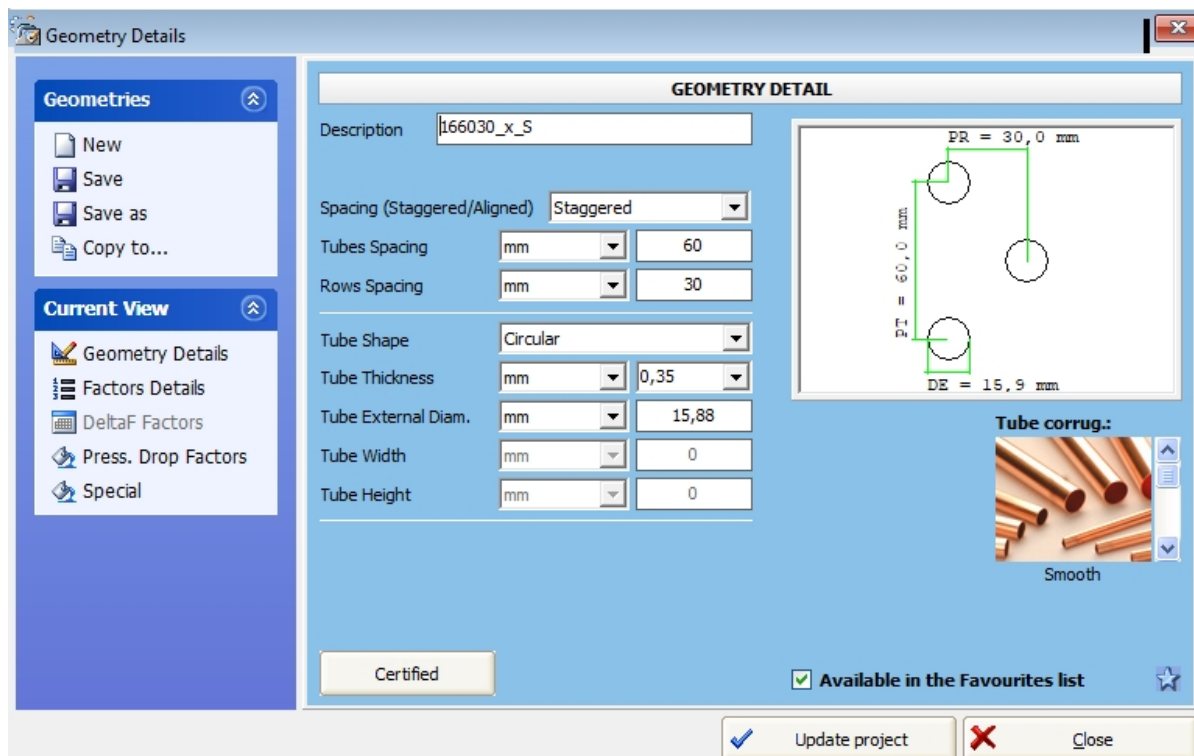 Geometry Details
Geometries
New
Save
Save as
Copy to...
Current View
Geometry Details
Factors Details
DeltaF Factors
Press. Drop Factors
Special
GEOMETRY DETAIL
Description 166030_x_S
Spacing (Staggered/Aligned) Staggered
Tubes Spacing mm 60
Rows Spacing mm 30
Tube Shape Circular
Tube Thickness mm 0,35
Tube External Diam. mm 15,88
Tube Width mm 0
Tube Height mm 0
PR = 30,0 mm
PT = 60,0 mm
DE = 15,9 mm
Tube corrug.:
Smooth
Certified
Available in the Favourites list
Update project
Close